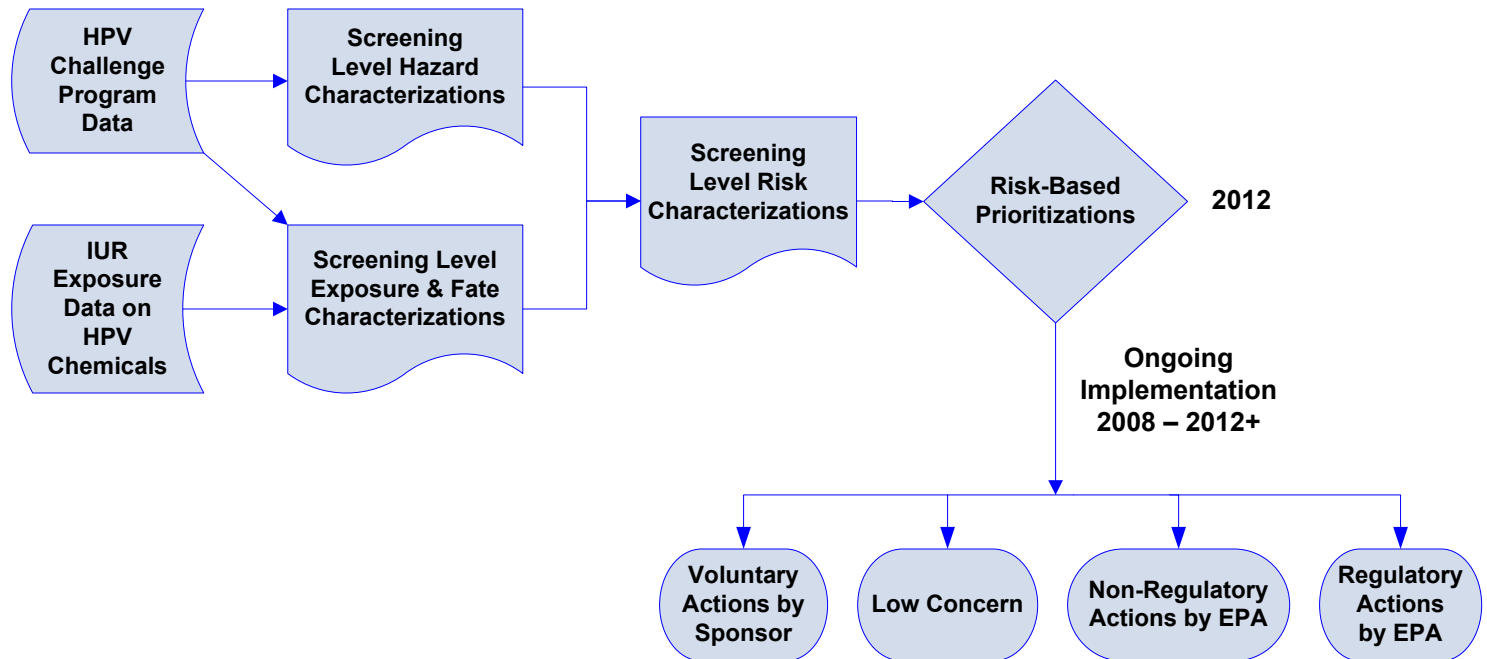 HPV
Challenge
Program
Data
Screening
Level Hazard
Characterizations
IUR
Exposure
Data on
HPV
Chemicals
Screening Level
Exposure & Fate
Characterizations
Screening
Level Risk
Characterizations
Risk-Based
Prioritizations
2012
Ongoing
Implementation
2008 – 2012+
Voluntary
Actions by
Sponsor
Low Concern
Non-Regulatory
Actions by EPA
Regulatory
Actions
by EPA